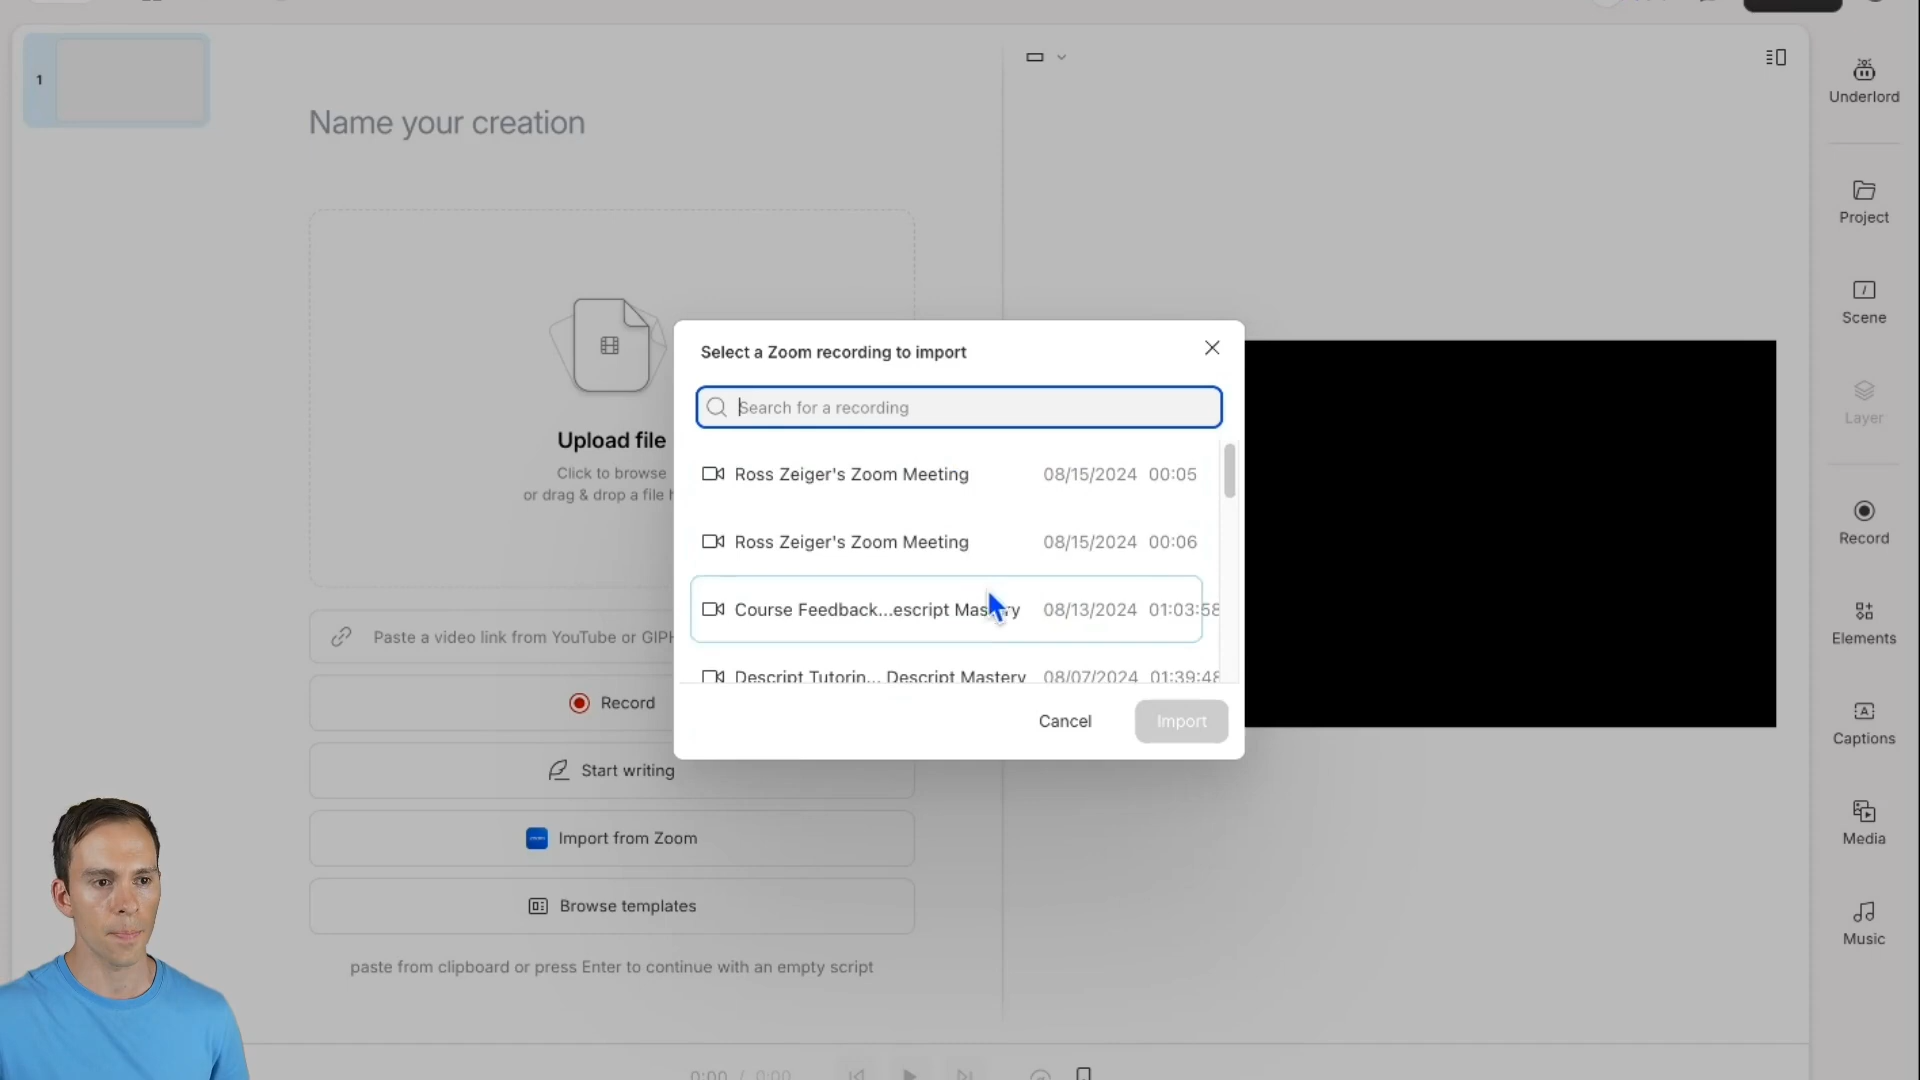 1
Name your creation
Upload file
Click to browse
or drag & drop a file
Paste a video link from YouTube or GIPH
Record
Start writing
Import from Zoom
Browse templates
paste from clipboard or press Enter to continue with an empty script
Select a Zoom recording to import
Search for a recording
Ross Zeiger's Zoom Meeting 08/15/2024 00:05
Ross Zeiger's Zoom Meeting 08/15/2024 00:06
Course Feedback...escript Mastery 08/13/2024 01:03:58
Descript Tutorin... Descript Mastery 08/07/2024 01:39:48
Cancel
Import
Underlord
Project
Scene
Layer
Record
Elements
Captions
Media
Music
0:00 / 0:00